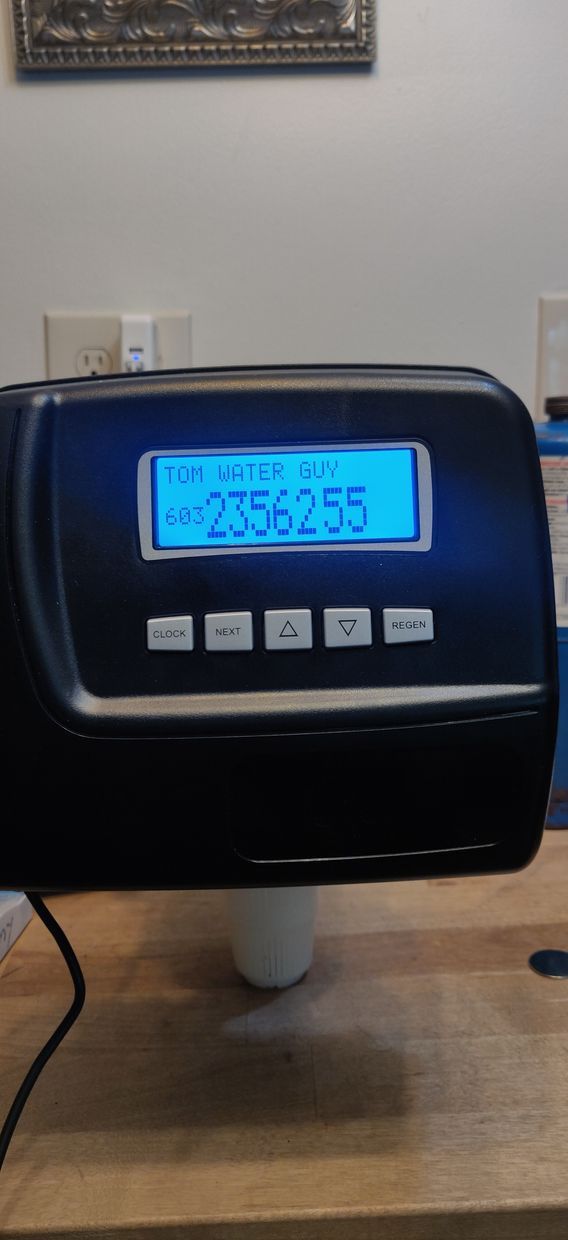 TOM WATER GUY
603 2356255
CLOCK NEXT REGEN